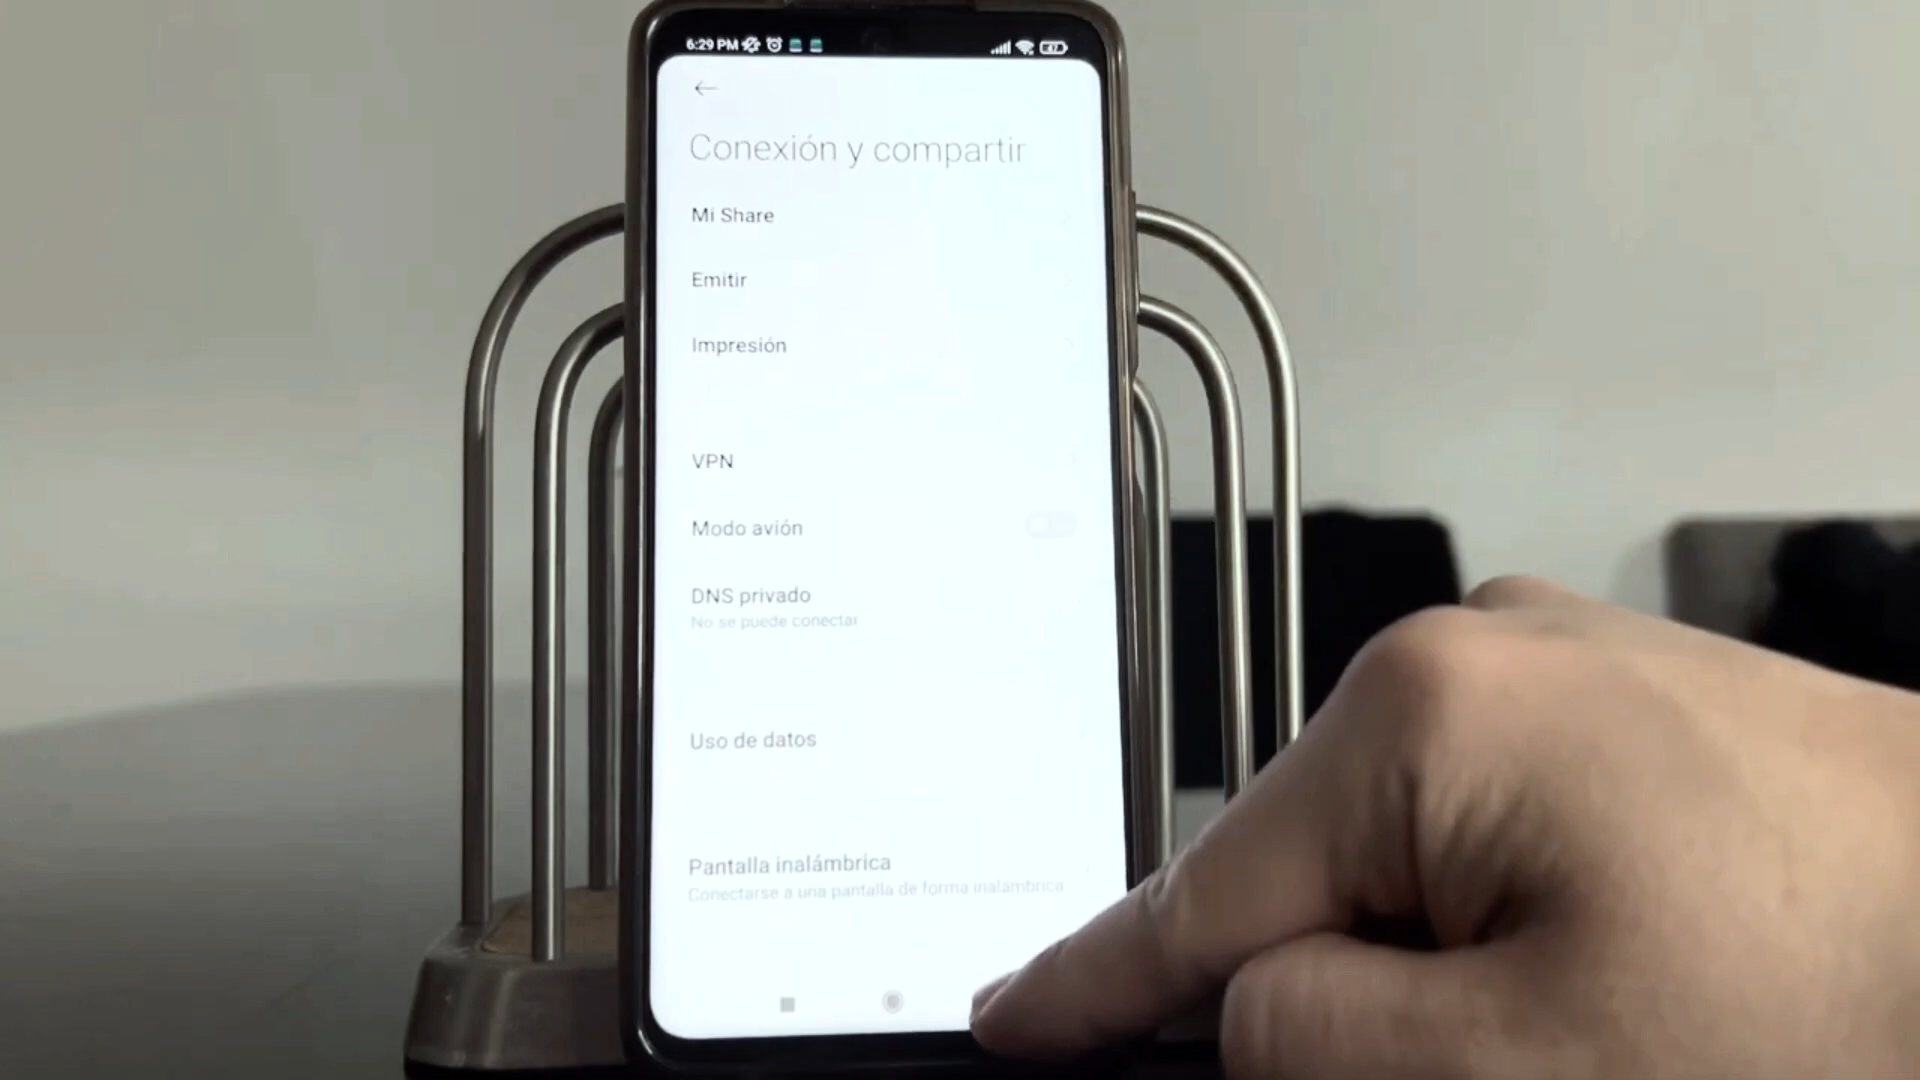 6:29 PM
47
Conexión y compartir
Mi Share
Emitir
Impresión
VPN
Modo avión
DNS privado
No se puede conectar
Uso de datos
Pantalla inalámbrica
Conectarse a una pantalla de forma inalámbrica